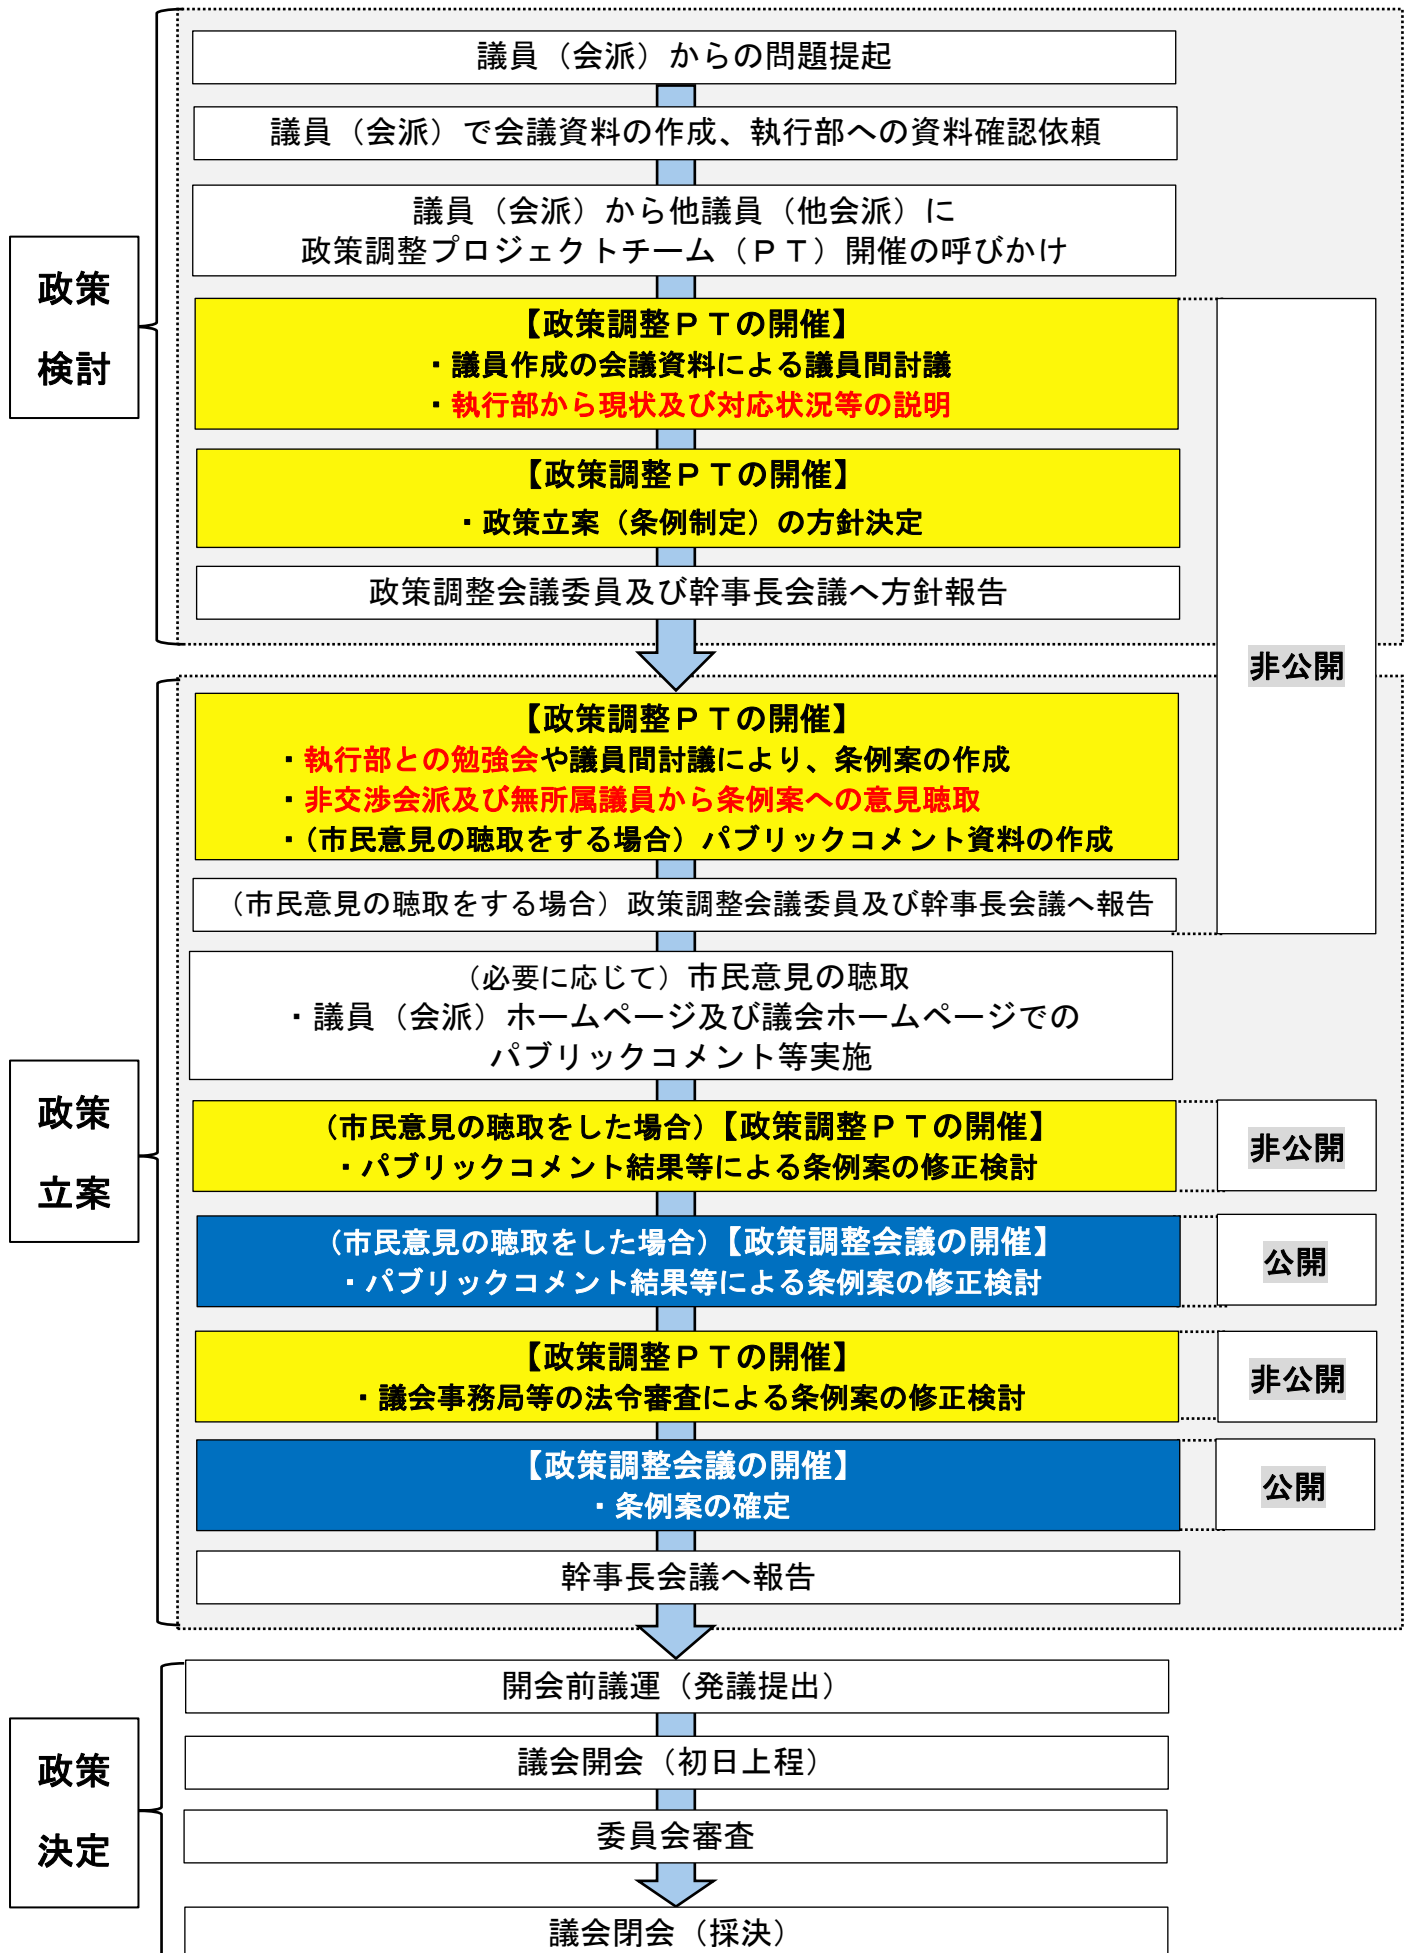 議員（会派）からの問題提起
議員（会派）で会議資料の作成、執行部への資料確認依頼
議員（会派）から他議員（他会派）に
政策調整プロジェクトチーム（ＰＴ）開催の呼びかけ
政策
検討
【政策調整ＰＴの開催】
・議員作成の会議資料による議員間討議
・執行部から現状及び対応状況等の説明
【政策調整ＰＴの開催】
・政策立案（条例制定）の方針決定
政策調整会議委員及び幹事長会議へ方針報告
非公開
【政策調整ＰＴの開催】
・執行部との勉強会や議員間討議により、条例案の作成
・非交渉会派及び無所属議員から条例案への意見聴取
・（市民意見の聴取をする場合）パブリックコメント資料の作成
（市民意見の聴取をする場合）政策調整会議委員及び幹事長会議へ報告
（必要に応じて）市民意見の聴取
・議員（会派）ホームページ及び議会ホームページでの
パブリックコメント等実施
政策
立案
（市民意見の聴取をした場合）【政策調整ＰＴの開催】
・パブリックコメント結果等による条例案の修正検討
非公開
（市民意見の聴取をした場合）【政策調整会議の開催】
・パブリックコメント結果等による条例案の修正検討
公開
【政策調整ＰＴの開催】
・議会事務局等の法令審査による条例案の修正検討
非公開
【政策調整会議の開催】
・条例案の確定
公開
幹事長会議へ報告
開会前議運（発議提出）
政策
決定
議会開会（初日上程）
委員会審査
議会閉会（採決）